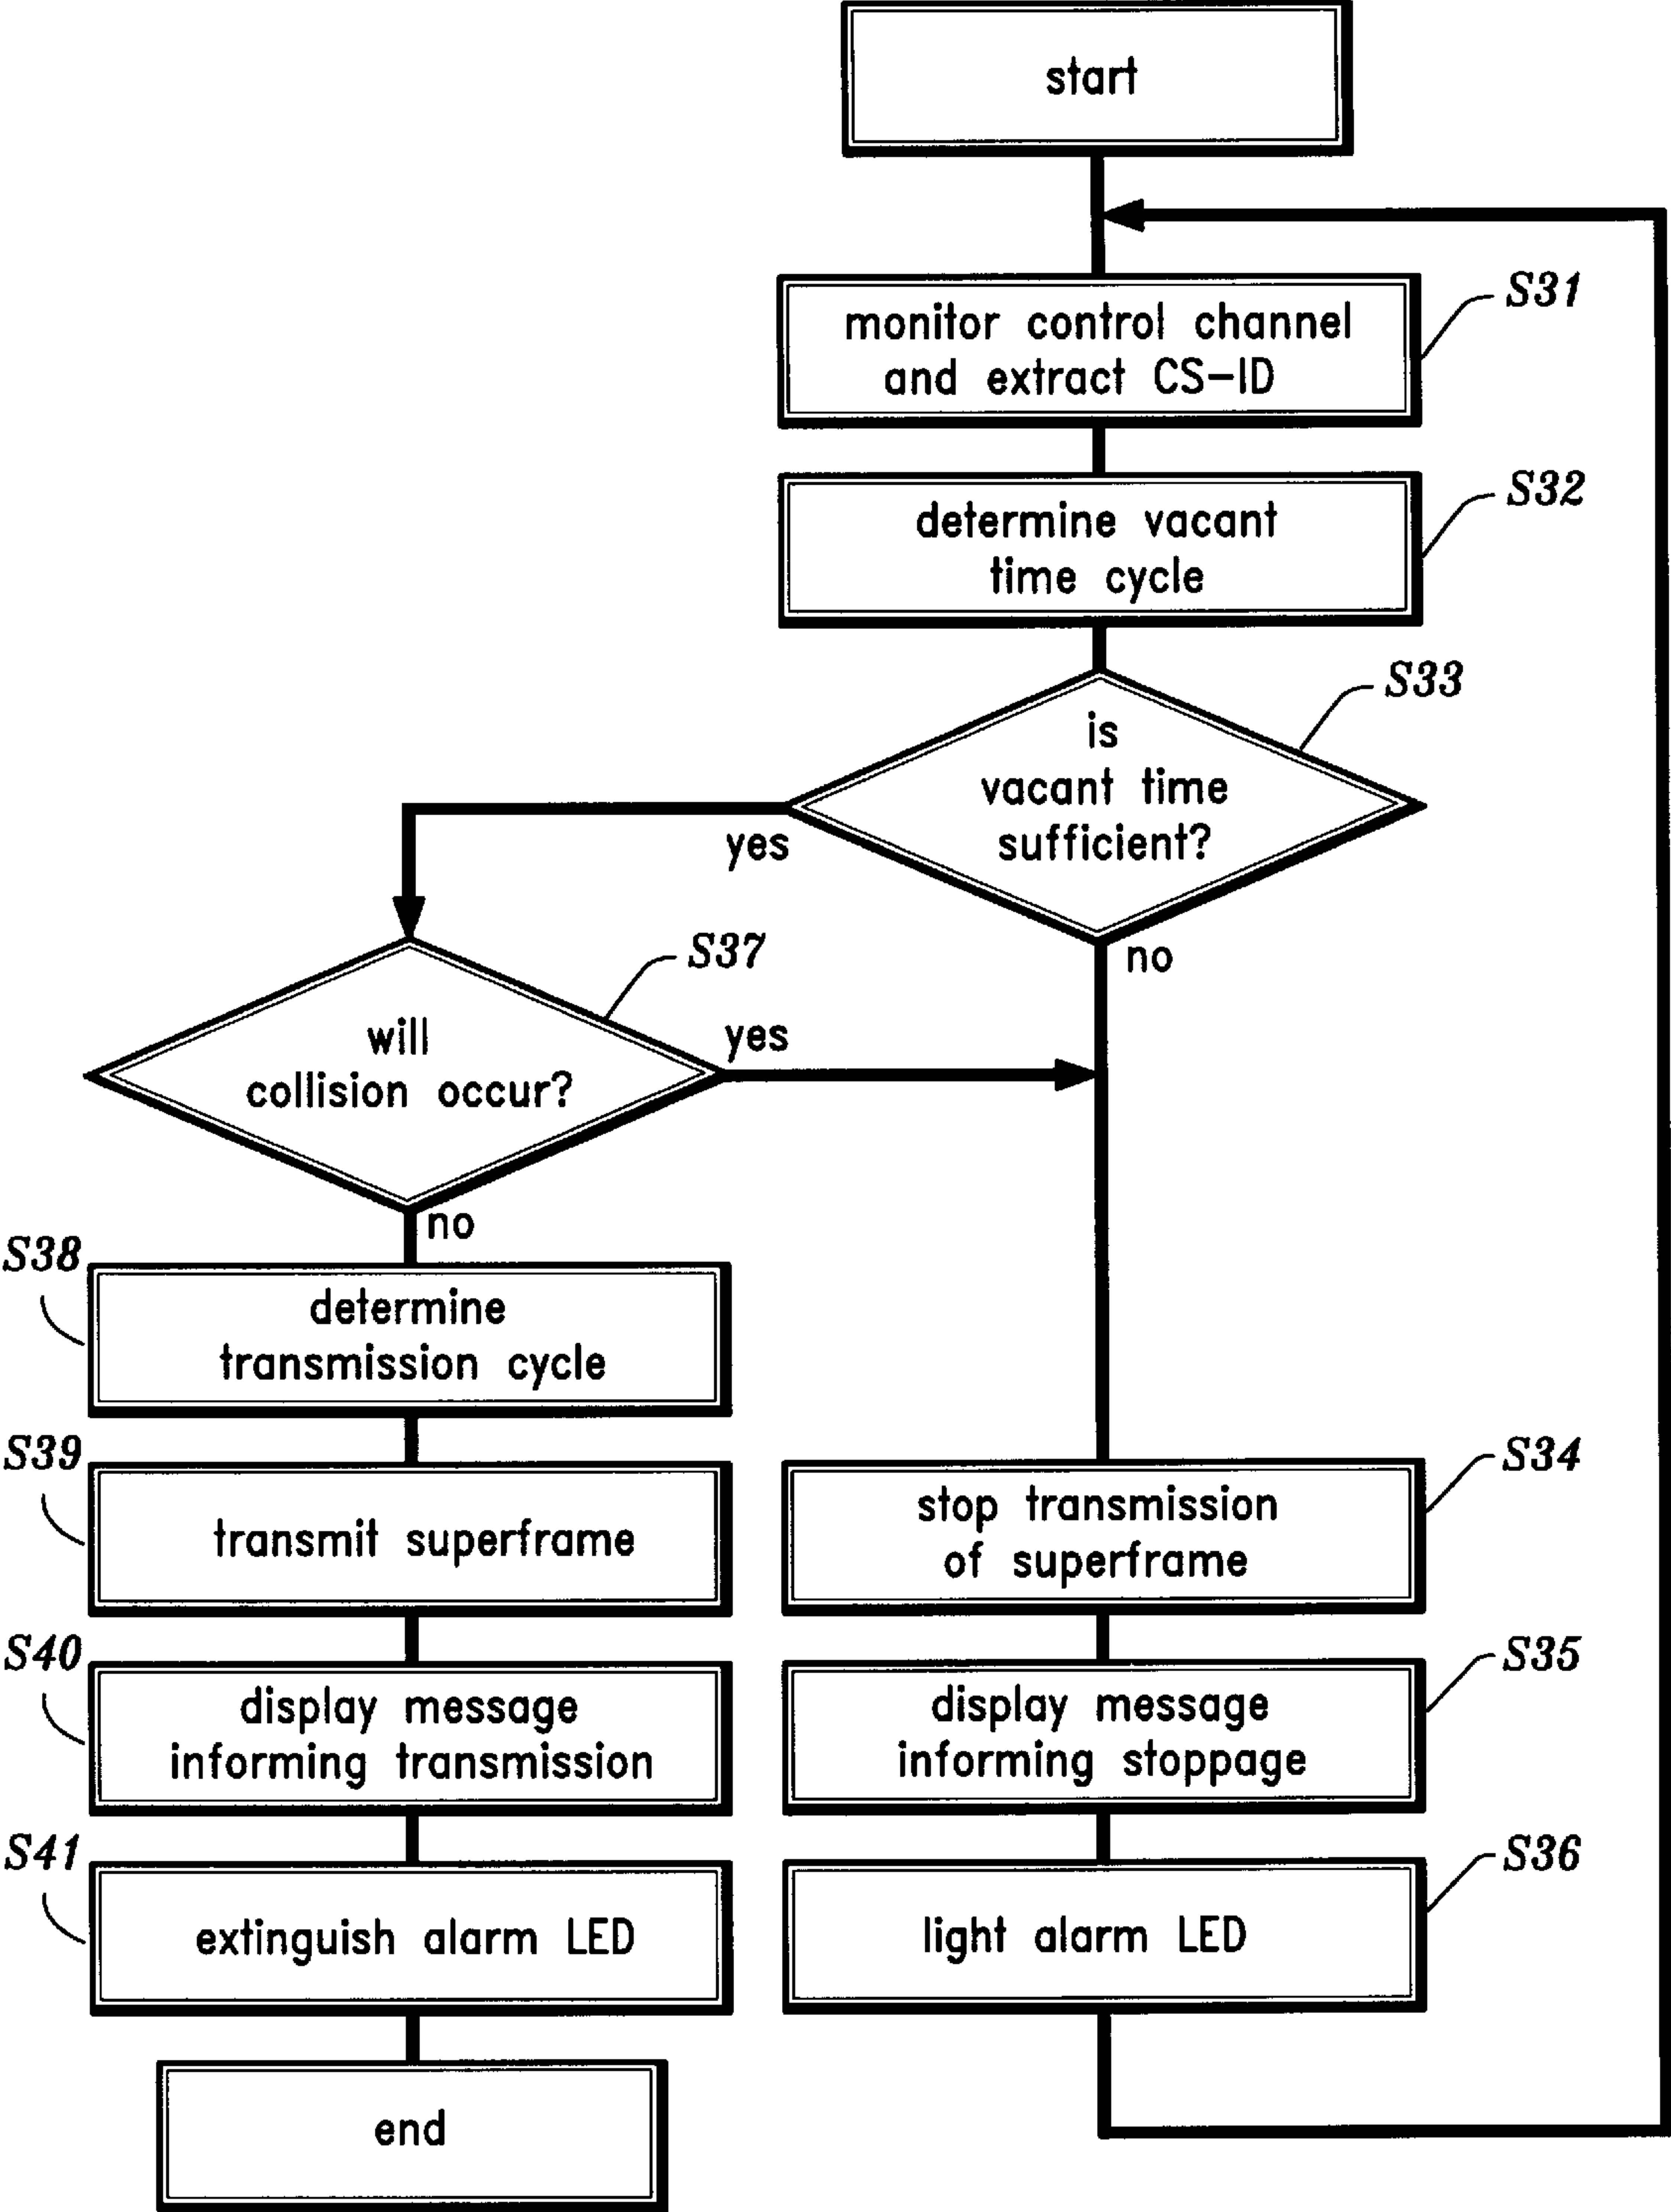 start
monitor control channel
and extract CS-ID
S31
determine vacant
time cycle
S32
is
vacant time
sufficient?
S33
yes
no
will
collision occur?
S37
yes
no
S38
determine
transmission cycle
S39
transmit superframe
S40
display message
informing transmission
S41
extinguish alarm LED
end
stop transmission
of superframe
S34
display message
informing stoppage
S35
light alarm LED
S36